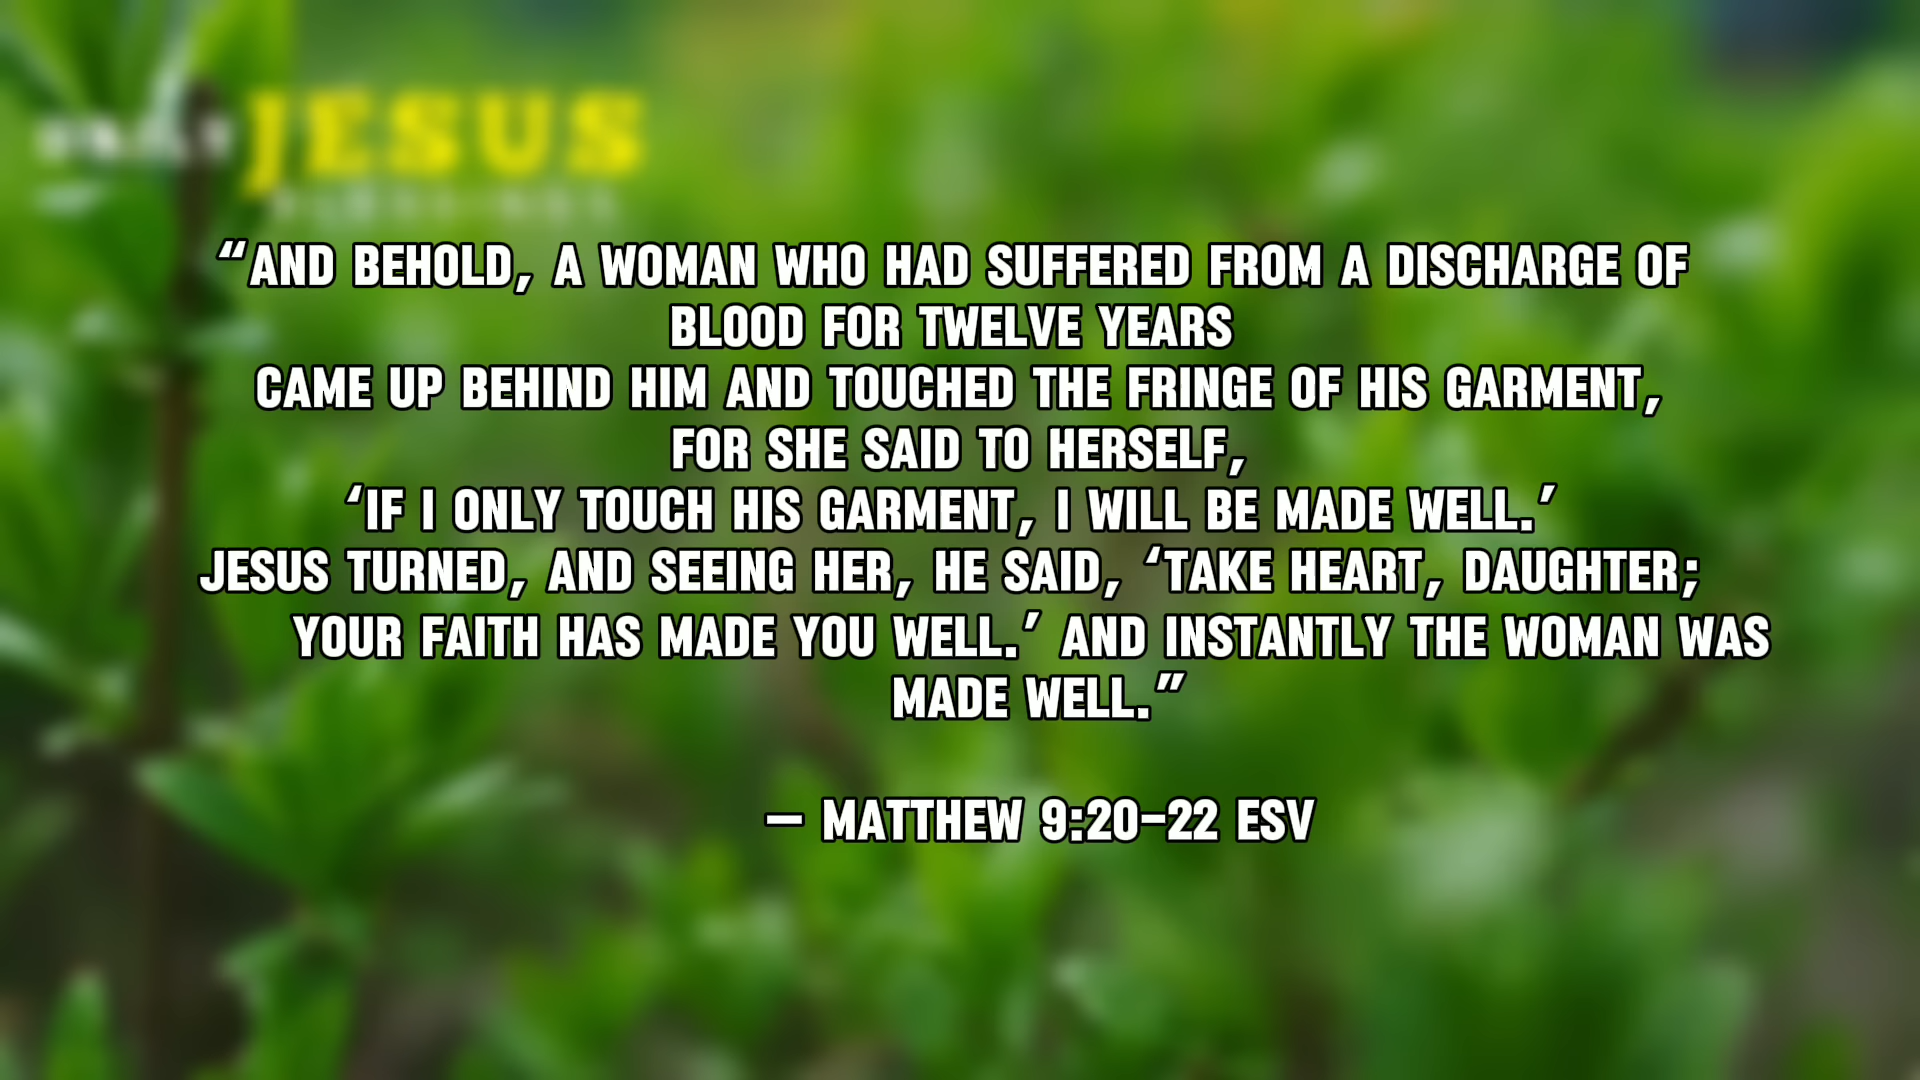 JESUS
“AND BEHOLD, A WOMAN WHO HAD SUFFERED FROM A DISCHARGE OF
BLOOD FOR TWELVE YEARS
CAME UP BEHIND HIM AND TOUCHED THE FRINGE OF HIS GARMENT,
FOR SHE SAID TO HERSELF,
‘IF I ONLY TOUCH HIS GARMENT, I WILL BE MADE WELL.’
JESUS TURNED, AND SEEING HER, HE SAID, ‘TAKE HEART, DAUGHTER;
YOUR FAITH HAS MADE YOU WELL.’ AND INSTANTLY THE WOMAN WAS
MADE WELL.”
— MATTHEW 9:20–22 ESV